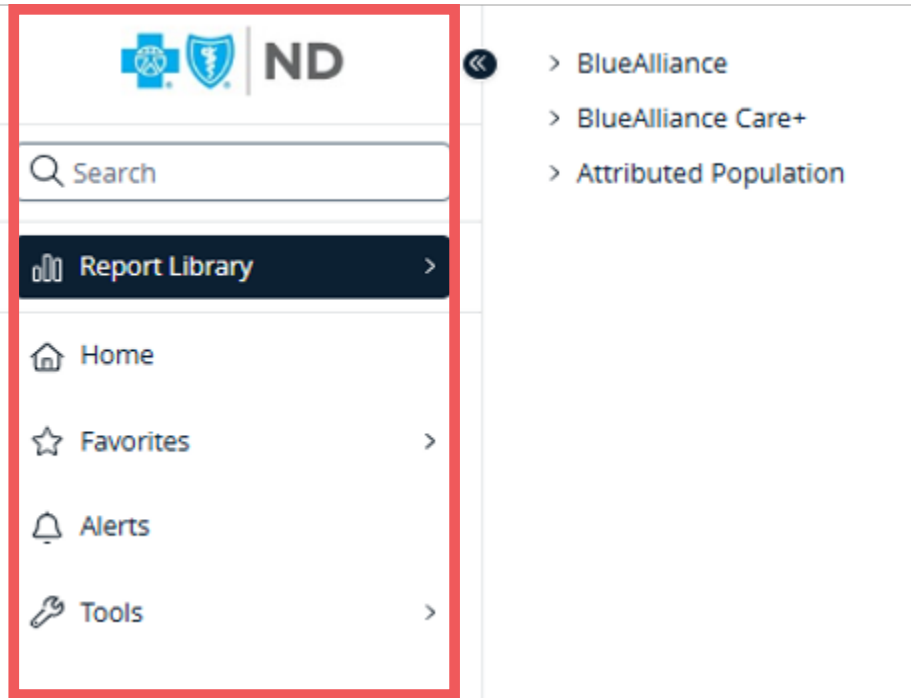 ND
Search
Report Library
Home
Favorites
Alerts
Tools
BlueAlliance
BlueAlliance Care+
Attributed Population